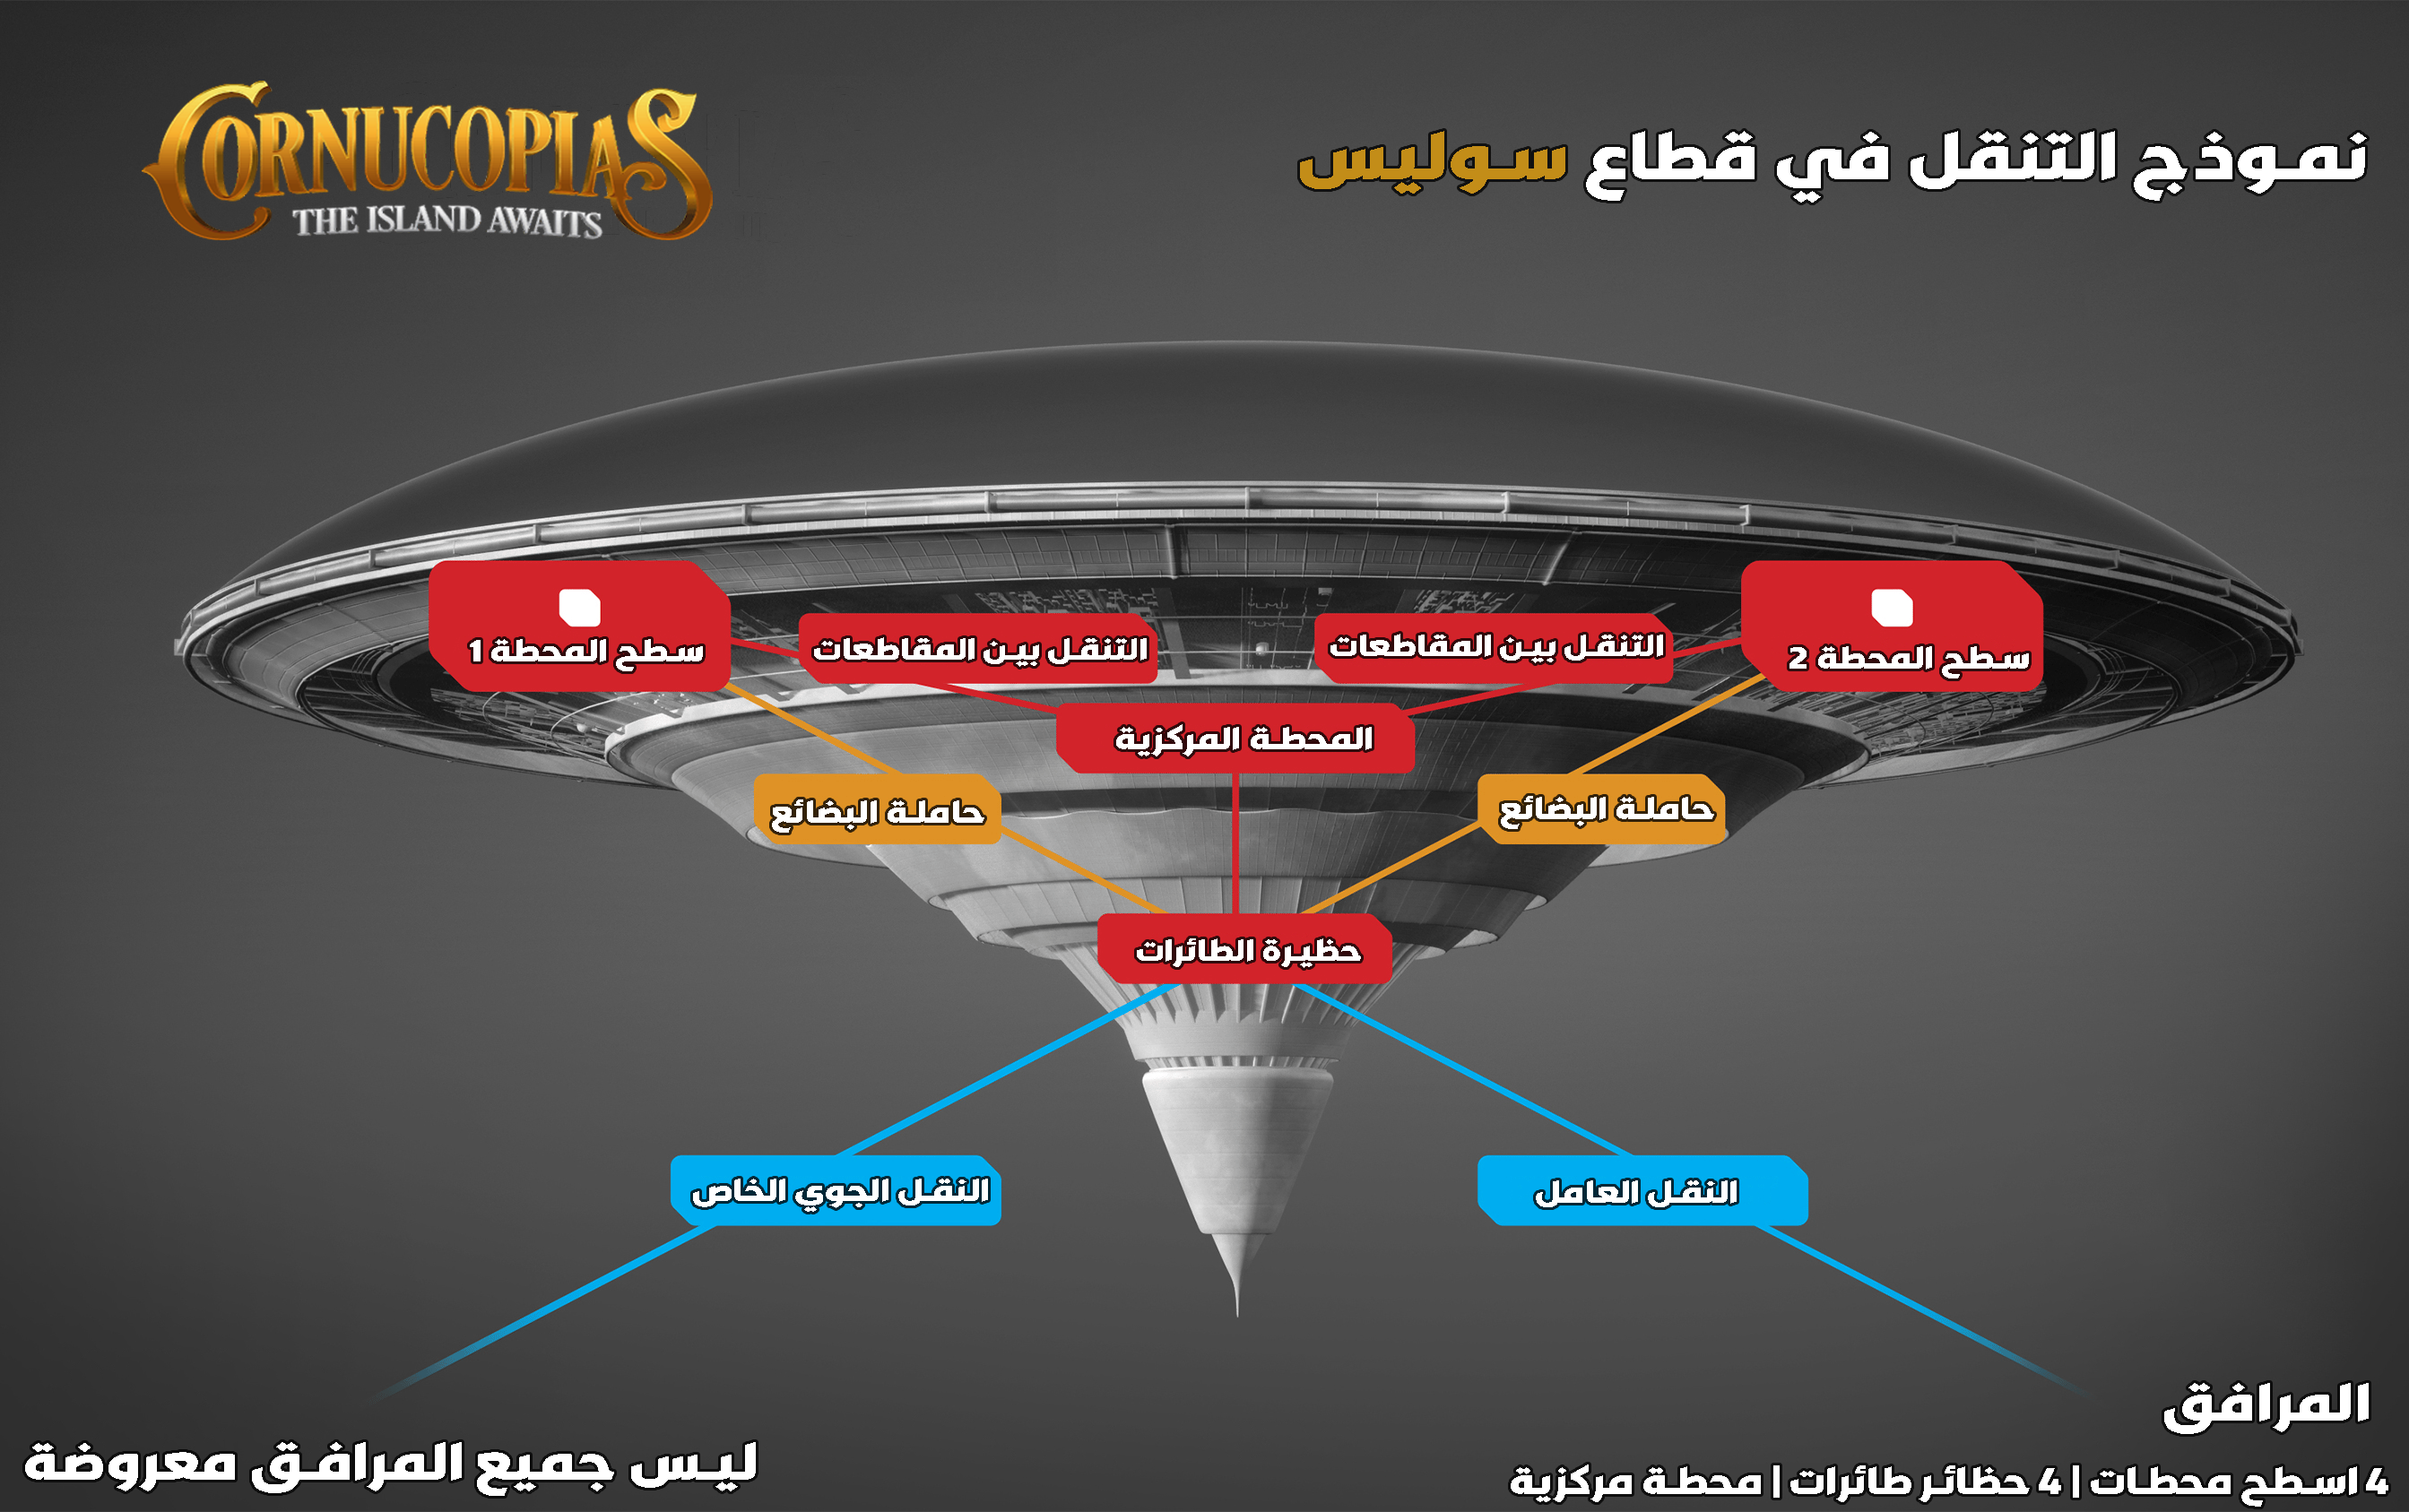 CORNUCOPIAS
THE ISLAND AWAITS
نموذج التنقل في قطاع سوليس
سطح المحطة 2
التنقل بين المقاطعات
التنقل بين المقاطعات
سطح المحطة 1
المحطة المركزية
حاملة البضائع
حاملة البضائع
حظيرة الطائرات
النقل العامل
النقل الجوي الخاص
المرافق
4 اسطح محطات | 4 حظائر طائرات | محطة مركزية
ليس جميع المرافق معروضة